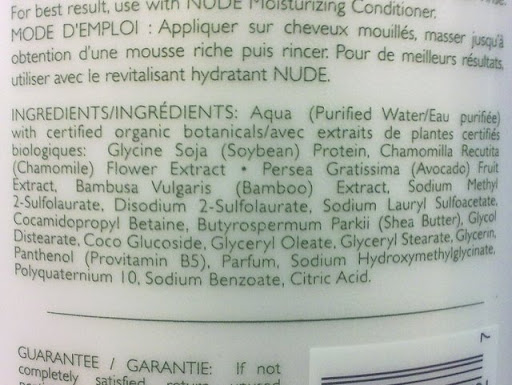 For best result, use with NUDE Moisturizing Conditioner.
MODE D'EMPLOI : Appliquer sur cheveux mouillés, masser jusqu'à
obtention d'une mousse riche puis rincer. Pour de meilleurs résultats,
utiliser avec le revitalisant hydratant NUDE.
INGREDIENTS/INGRÉDIENTS: Aqua (Purified Water/Eau purifiée)
with certified organic botanicals/avec extraits de plantes certifiés
biologiques: Glycine Soja (Soybean) Protein, Chamomilla Recutita
(Chamomile) Flower Extract • Persea Gratissima (Avocado) Fruit
Extract, Bambusa Vulgaris (Bamboo) Extract, Sodium Methyl
2-Sulfolaurate, Disodium 2-Sulfolaurate, Sodium Lauryl Sulfoacetate,
Cocamidopropyl Betaine, Butyrospermum Parkii (Shea Butter), Glycol
Distearate, Coco Glucoside, Glyceryl Oleate, Glyceryl Stearate, Glycerin,
Panthenol (Provitamin B5), Parfum, Sodium Hydroxymethylglycinate,
Polyquaternium 10, Sodium Benzoate, Citric Acid.
GUARANTEE / GARANTIE: If not
completely satisfied return unused